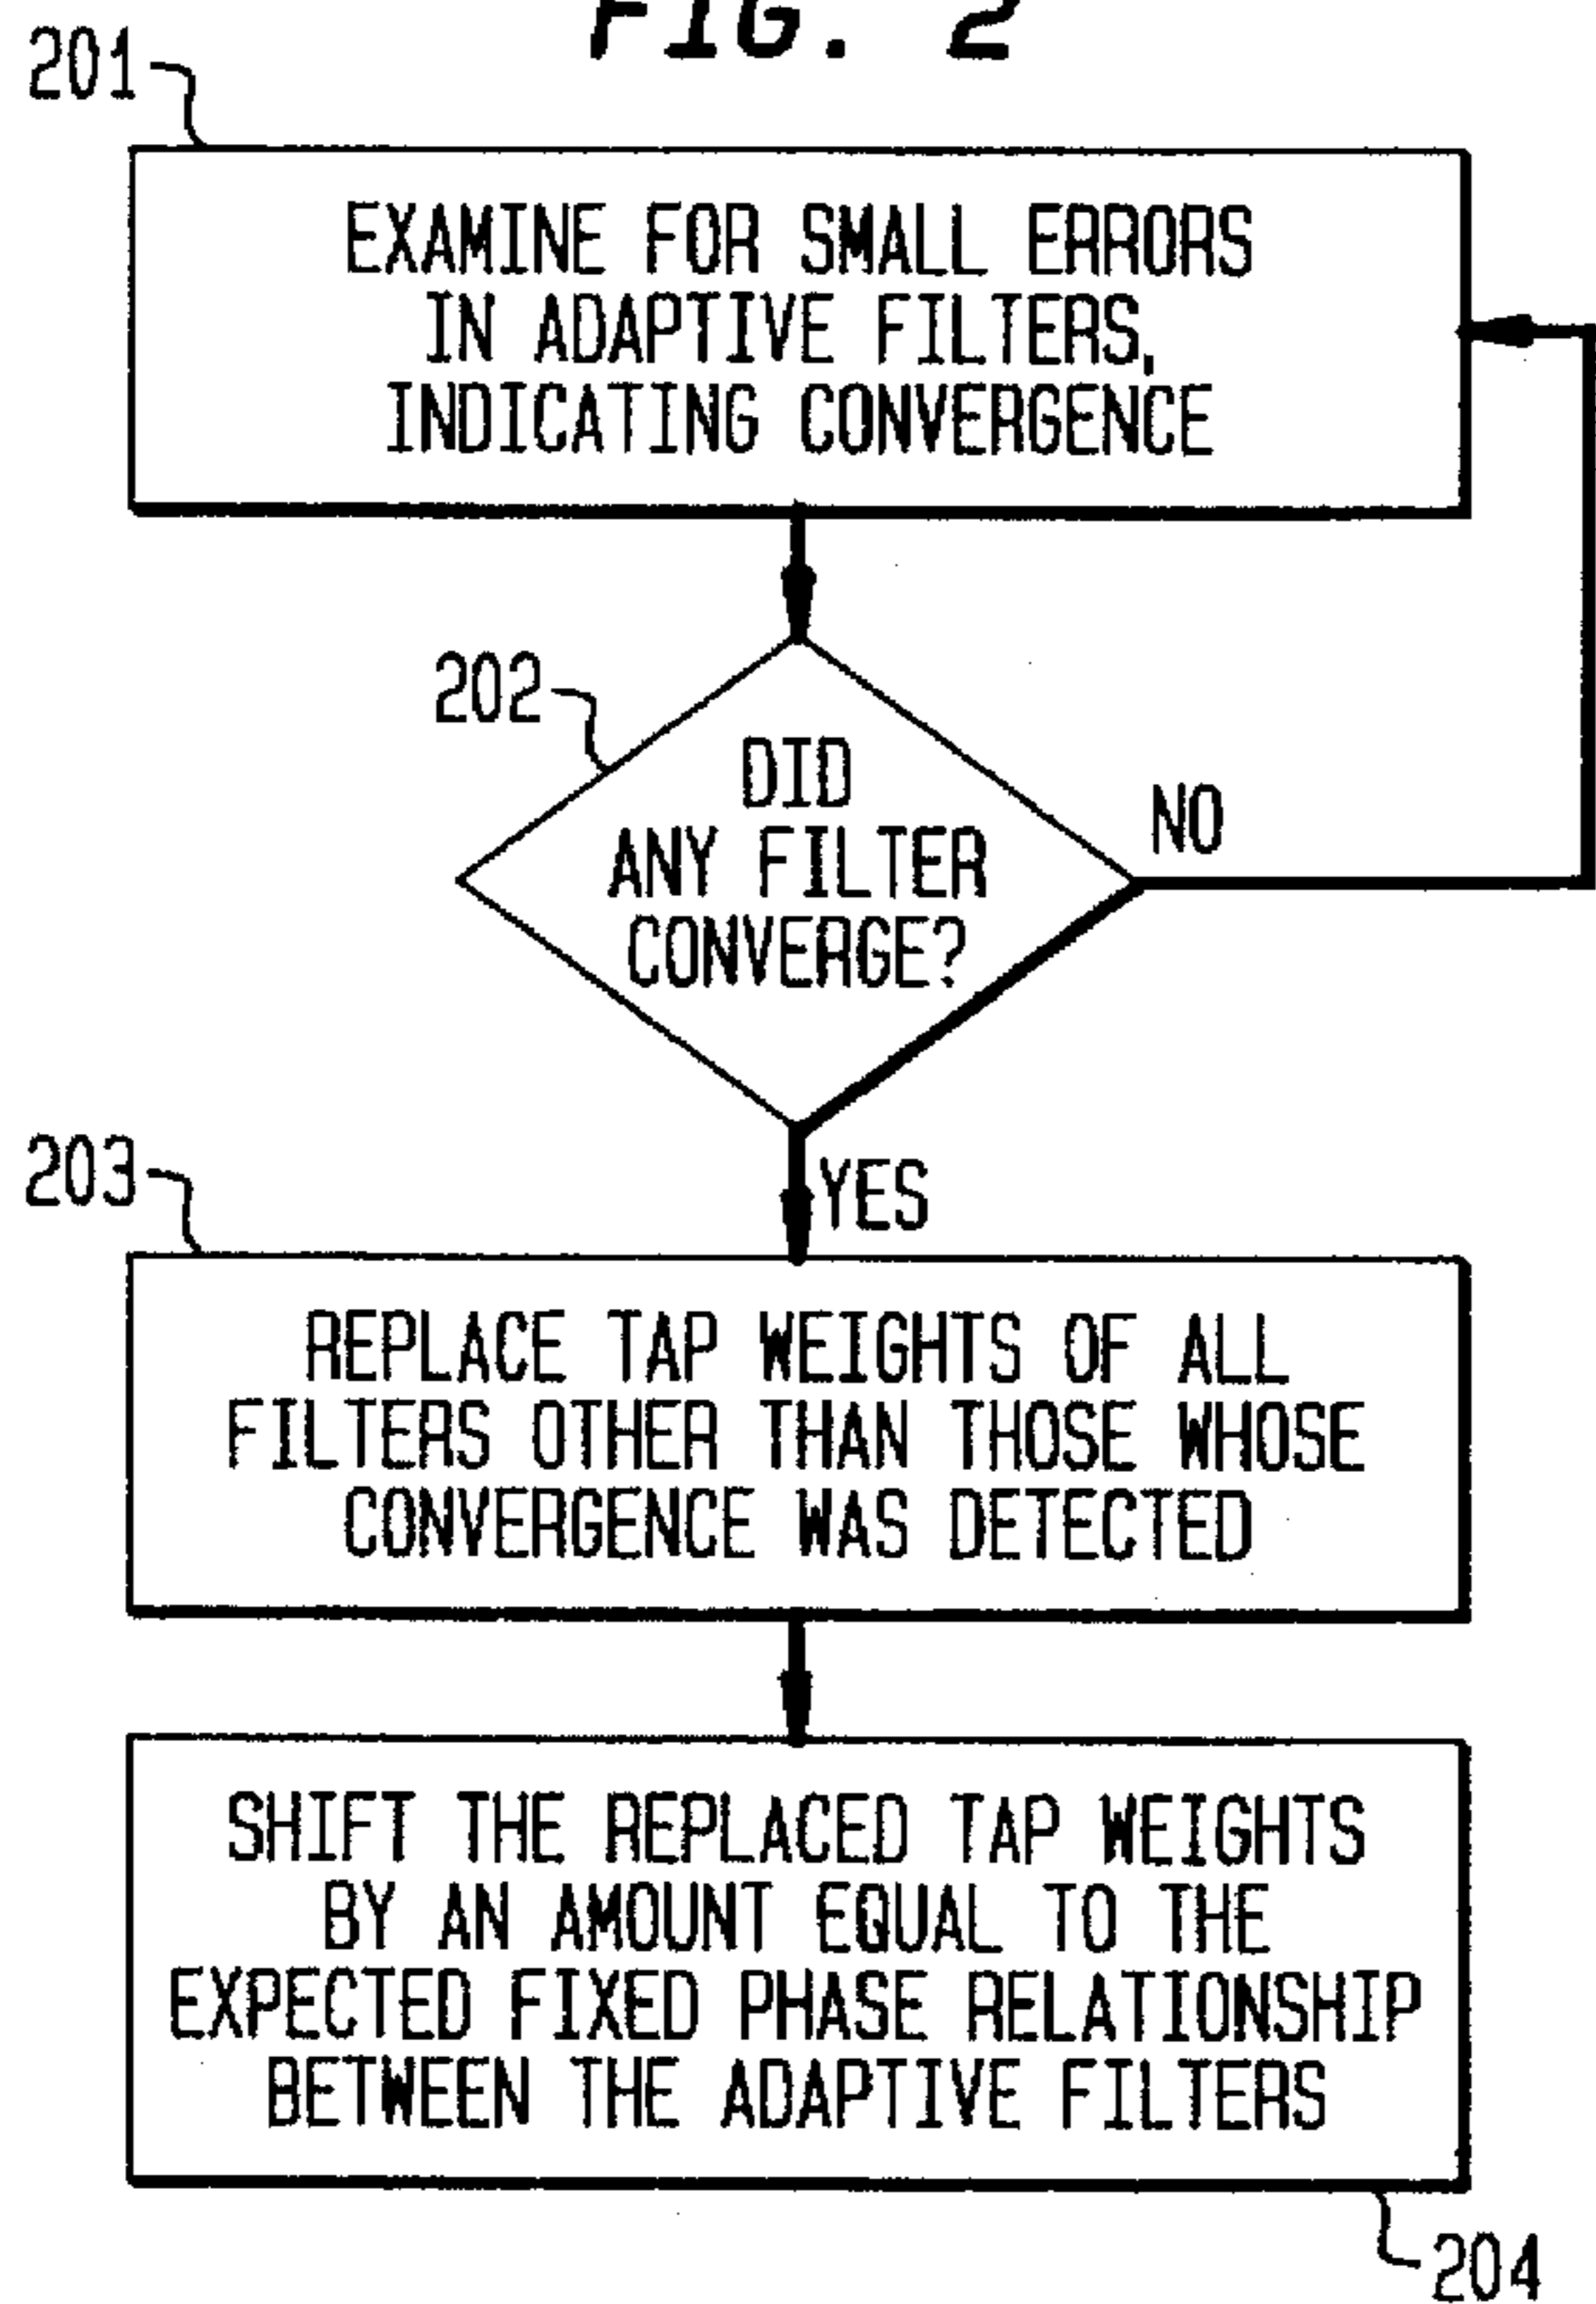 FIG. 2
201
EXAMINE FOR SMALL ERRORS
IN ADAPTIVE FILTERS,
INDICATING CONVERGENCE
202
DID
ANY FILTER
CONVERGE?
NO
YES
203
REPLACE TAP WEIGHTS OF ALL
FILTERS OTHER THAN THOSE WHOSE
CONVERGENCE WAS DETECTED
SHIFT THE REPLACED TAP WEIGHTS
BY AN AMOUNT EQUAL TO THE
EXPECTED FIXED PHASE RELATIONSHIP
BETWEEN THE ADAPTIVE FILTERS
204